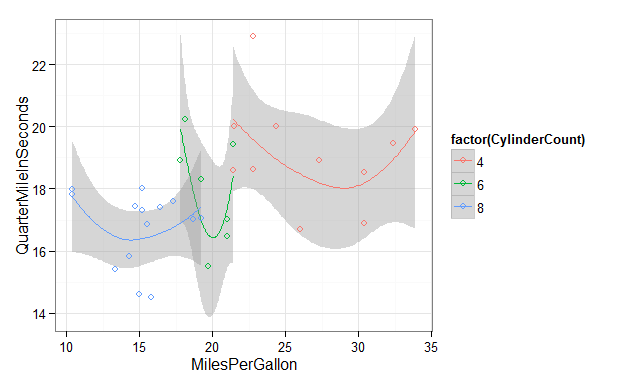 QuarterMileInSeconds
22
20
18
16
14
10 15 20 25 30 35
MilesPerGallon
factor(CylinderCount)
4
6
8